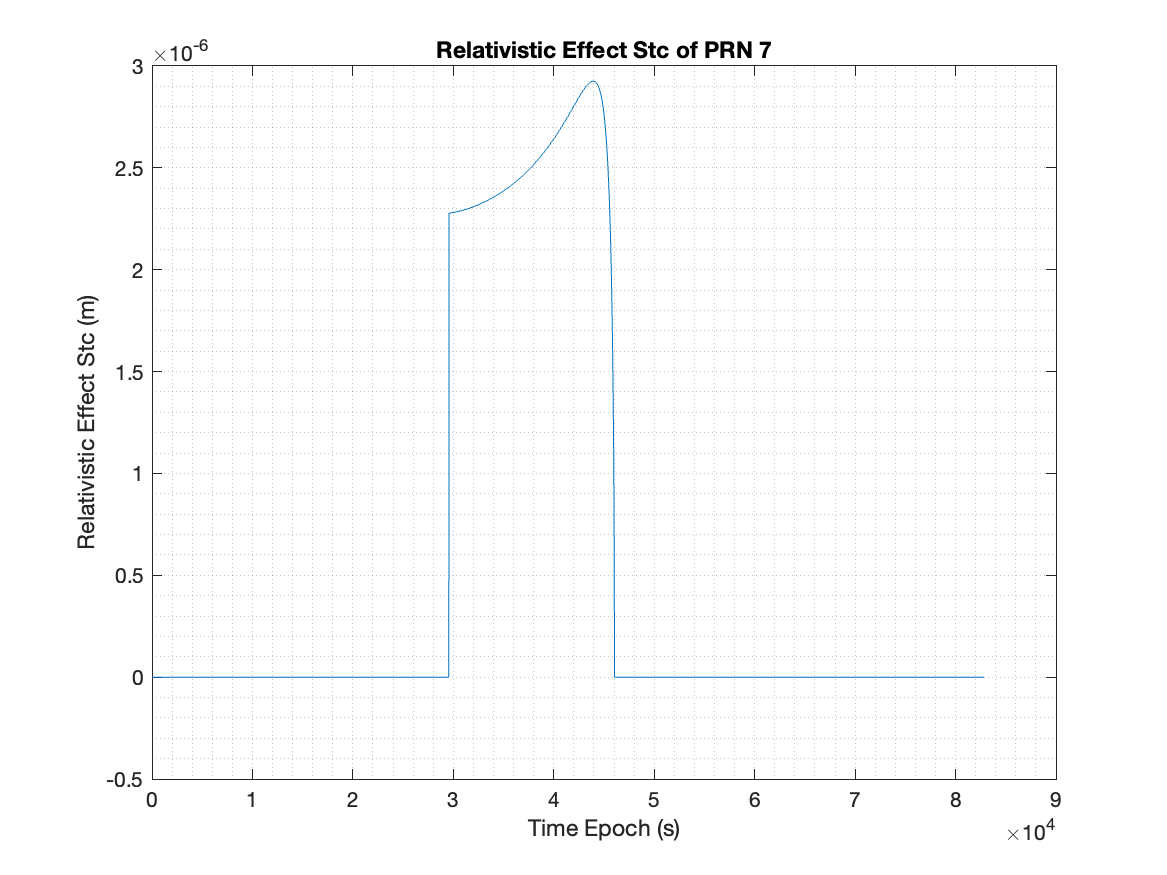 Relativistic Effect Stc of PRN 7
×10-6
3
2.5
2
1.5
1
0.5
0
-0.5
Relativistic Effect Stc (m)
0 1 2 3 4 5 6 7 8 9
Time Epoch (s)
×104